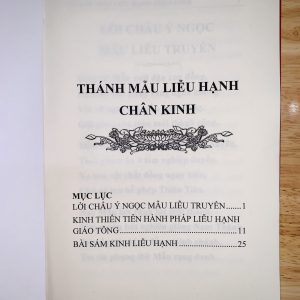 THÁNH MẪU LIỄU HẠNH
CHÂN KINH
MỤC LỤC
LỜI CHÂU Ý NGỌC MẪU LIỄU TRUYỀN.......1
KINH THIÊN TIÊN HÀNH PHÁP LIỄU HẠNH
GIÁO TÔNG...............................................11
BÀI SÁM KINH LIỄU HẠNH....................25